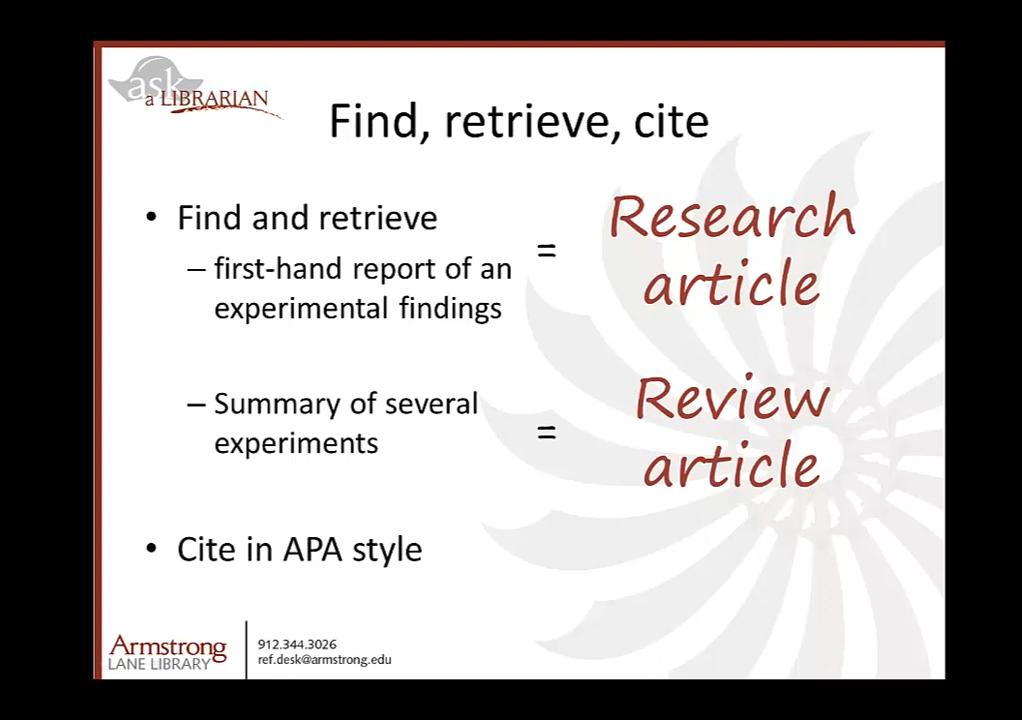 ask
a LIBRARIAN
Find, retrieve, cite
• Find and retrieve
– first-hand report of an
experimental findings
=
Research
article
– Summary of several
experiments
=
Review
article
• Cite in APA style
Armstrong
LANE LIBRARY
912.344.3026
ref.desk@armstrong.edu